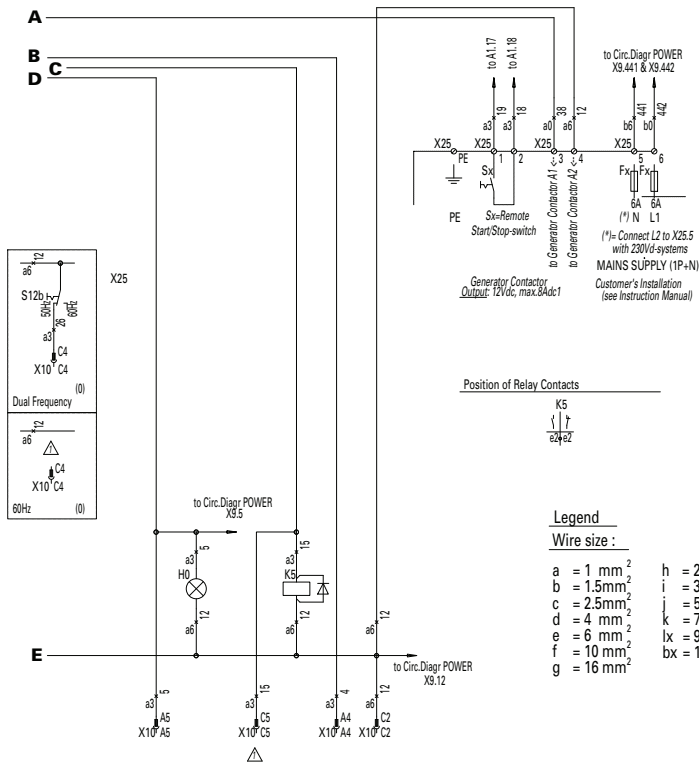 A
B
C
D
to A1.17
to A1.18
to Circ.Diagr POWER
X9.441 & X9.442
a3 19
a3 18
a0 38
a6 12
b6 441
b0 442
X25
X25
X25
X25
PE
1
2
3
4
5
6
Sx
Fx
Fx
6A
6A
(*) N
L1
PE
Sx=Remote
Start/Stop-switch
to Generator Contactor A1
to Generator Contactor A2
(*)= Connect L2 to X25.5
with 230Vd-systems
MAINS SUPPLY (1P+N)
Customer's Installation
(see Instruction Manual)
Generator Contactor
Output: 12Vdc, max.8Adc1
X25
a6 12
S12b
50Hz
60Hz
a3 26
C4
X10 C4
(0)
Dual Frequency
a6 12
1
C4
X10 C4
60Hz (0)
Position of Relay Contacts
K5
e2 e2
to Circ.Diagr POWER
X9.5
a3 5
H0
a6 12
a3 15
K5
a6 12
a6 12
E
to Circ.Diagr POWER
X9.12
a3 5
A5
X10 A5
a3 15
C5
X10 C5
1
a3 4
A4
X10 A4
a6 12
C2
X10 C2
Legend
Wire size :
a = 1 mm² h = 2
b = 1.5mm² i = 3
c = 2.5mm² j = 5
d = 4 mm² k = 7
e = 6 mm² lx = 9
f = 10 mm² bx = 1
g = 16 mm²